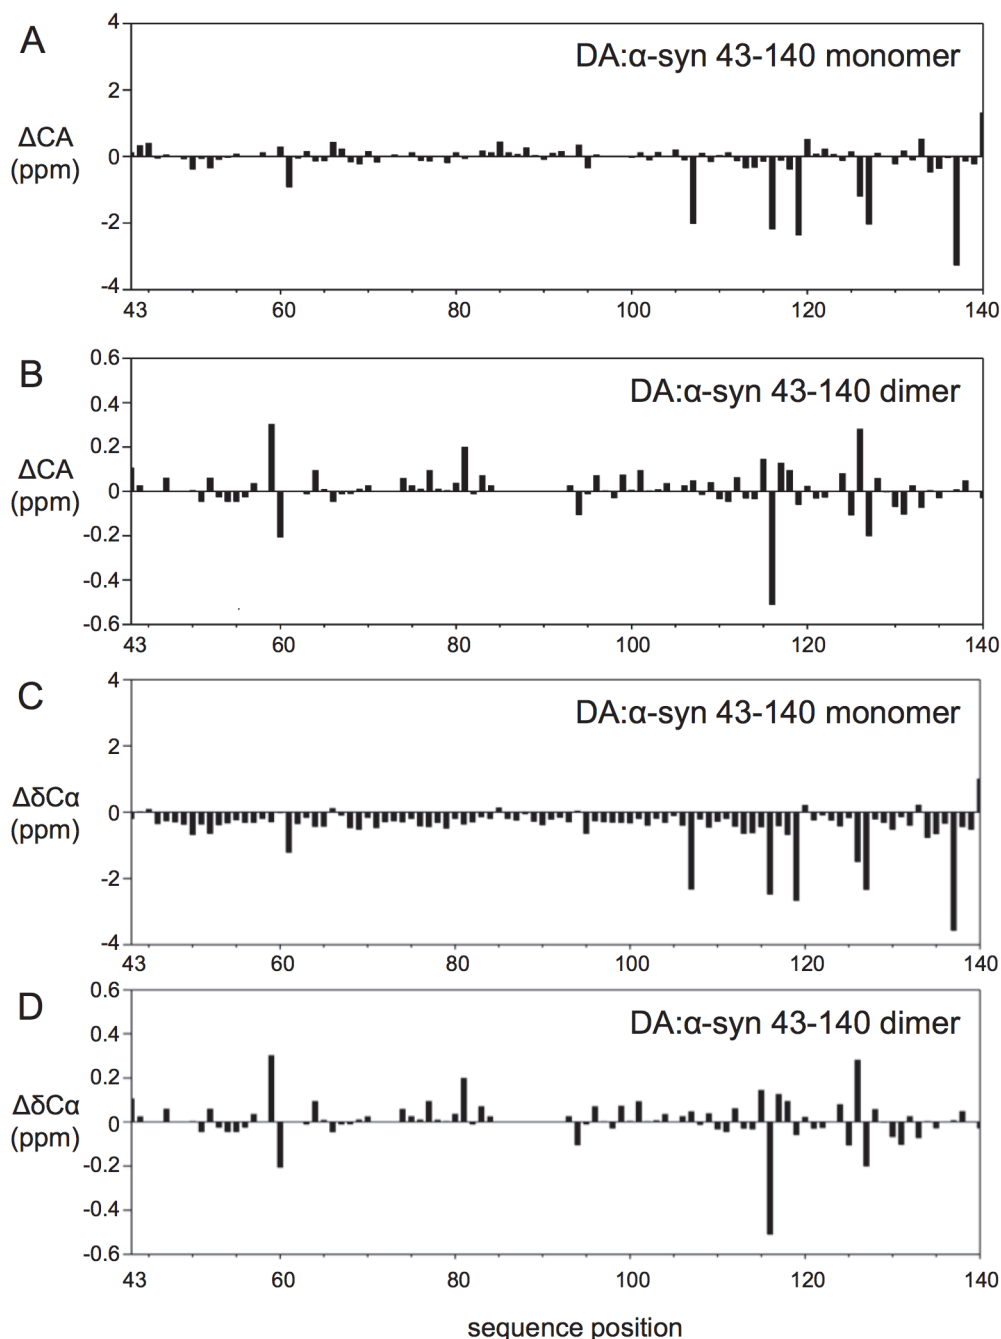 A
DA:α-syn 43-140 monomer
ΔCA
(ppm)
4
2
0
-2
-4
43 60 80 100 120 140
B
DA:α-syn 43-140 dimer
ΔCA
(ppm)
0.6
0.4
0.2
0
-0.2
-0.4
-0.6
43 60 80 100 120 140
C
DA:α-syn 43-140 monomer
ΔδCα
(ppm)
4
2
0
-2
-4
43 60 80 100 120 140
D
DA:α-syn 43-140 dimer
ΔδCα
(ppm)
0.6
0.4
0.2
0
-0.2
-0.4
-0.6
43 60 80 100 120 140
sequence position